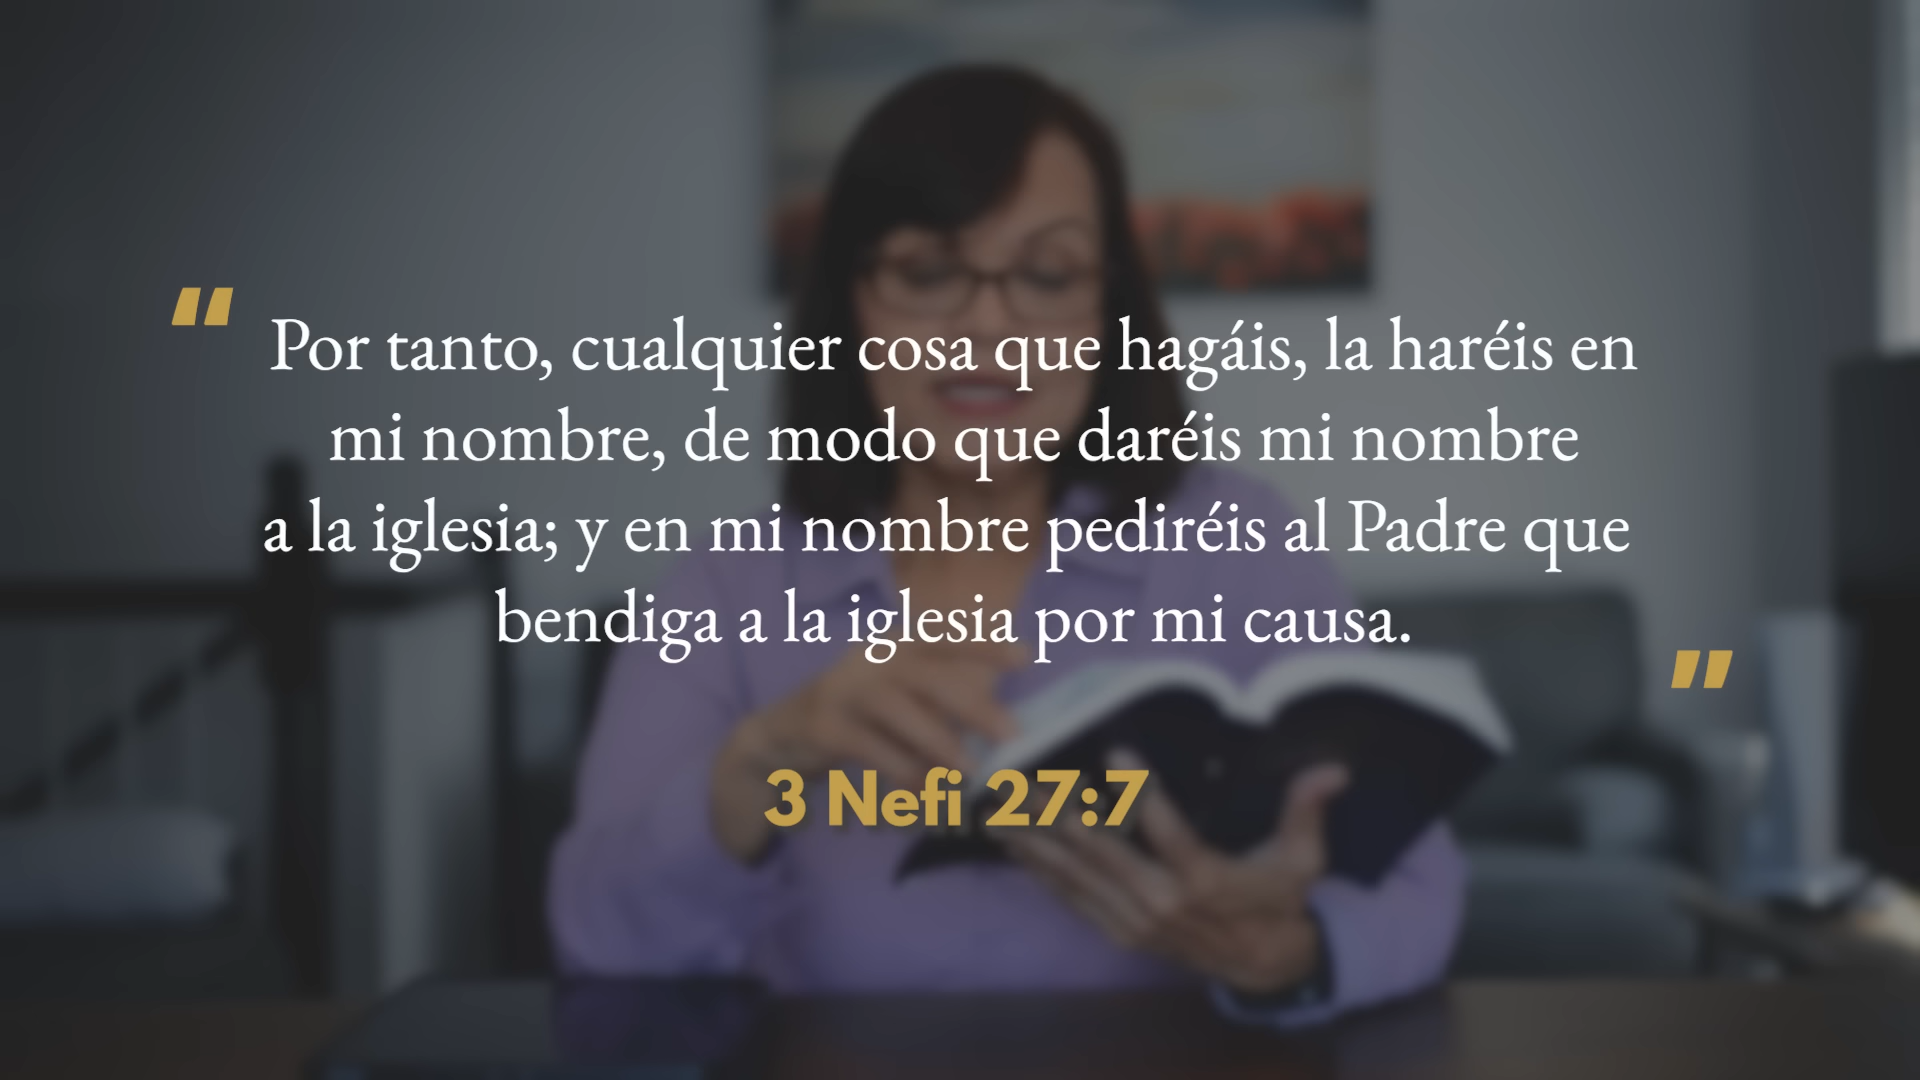 “ Por tanto, cualquier cosa que hagáis, la haréis en
mi nombre, de modo que daréis mi nombre
a la iglesia; y en mi nombre pediréis al Padre que
bendiga a la iglesia por mi causa. ”
3 Nefi 27:7